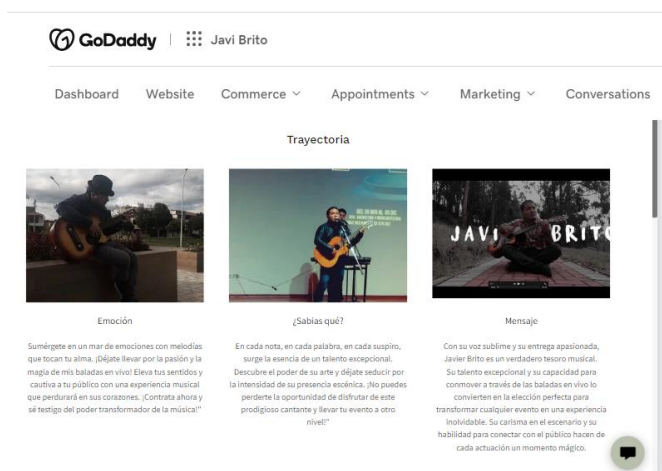 GoDaddy
Javi Brito
Dashboard Website Commerce Appointments Marketing Conversations
Trayectoria
JAVI BRITO
Emoción
Sumérgete en un mar de emociones con melodías
que tocan tu alma. ¡Déjate llevar por la pasión y la
magia de mis baladas en vivo! Eleva tus sentidos y
cautiva a tu público con una experiencia musical
que perdurará en sus corazones. ¡Contrata ahora y
sé testigo del poder transformador de la música!"
¿Sabias qué?
En cada nota, en cada palabra, en cada suspiro,
surge la esencia de un talento excepcional.
Descubre el poder de su arte y déjate seducir por
la intensidad de su presencia escénica. ¡No puedes
perderte la oportunidad de disfrutar de este
prodigioso cantante y llevar tu evento a otro
nivel!"
Mensaje
Con su voz sublime y su entrega apasionada,
Javier Brito es un verdadero tesoro musical.
Su talento excepcional y su capacidad para
conmover a través de las baladas en vivo lo
convierten en la elección perfecta para
transformar cualquier evento en una experiencia
inolvidable. Su carisma en el escenario y su
habilidad para conectar con el público hacen de
cada actuación un momento mágico.